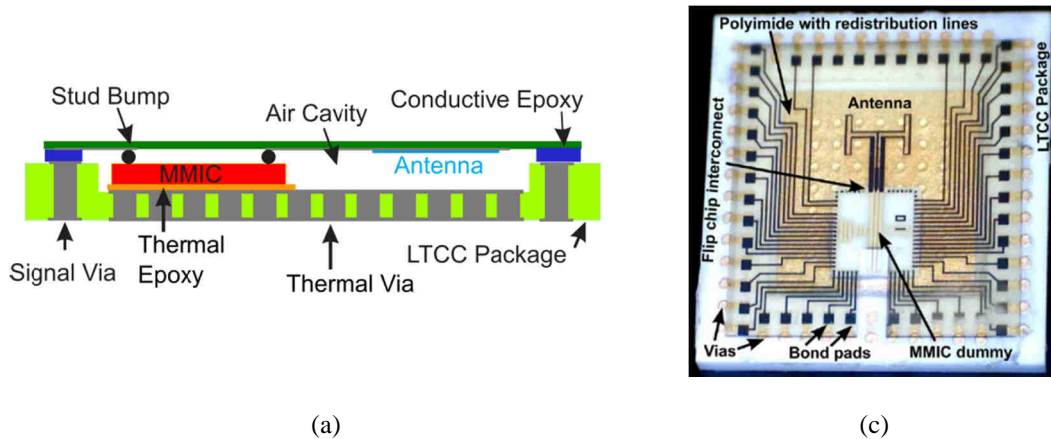 Stud Bump
Air Cavity
Conductive Epoxy
MMIC
Antenna
Thermal
Epoxy
Signal Via
Thermal Via
LTCC Package
(a)
Polyimide with redistribution lines
LTCC Package
Antenna
Flip chip interconnect
Vias
Bond pads
MMIC dummy
(c)